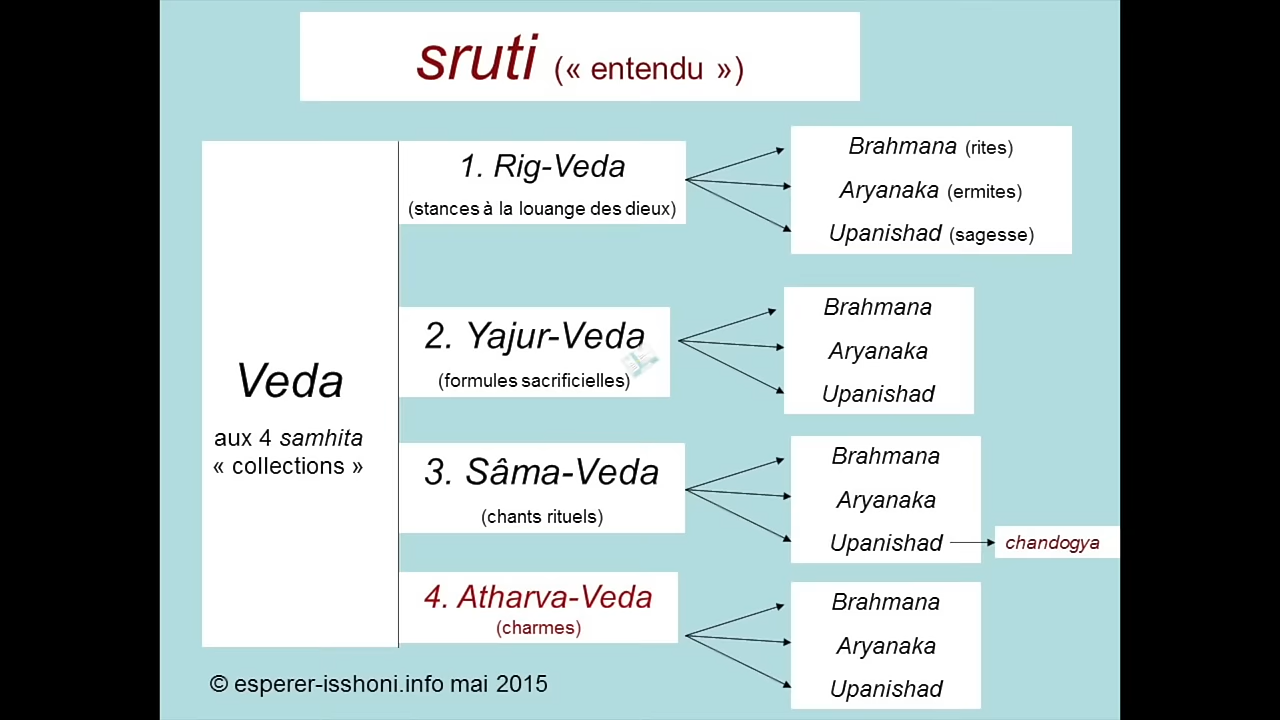 sruti (« entendu »)
Veda
aux 4 samhita
« collections »
1. Rig-Veda
(stances à la louange des dieux)
Brahmana (rites)
Aryanaka (ermites)
Upanishad (sagesse)
2. Yajur-Veda
(formules sacrificielles)
Brahmana
Aryanaka
Upanishad
3. Sâma-Veda
(chants rituels)
Brahmana
Aryanaka
Upanishad
chandogya
4. Atharva-Veda
(charmes)
Brahmana
Aryanaka
Upanishad
© esperer-isshoni.info mai 2015